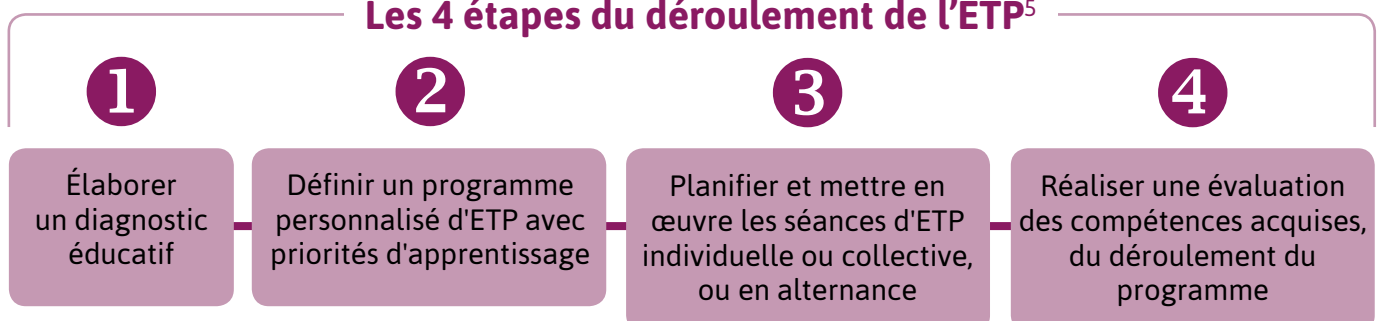 Les 4 étapes du déroulement de l’ETP5
1
2
3
4
Élaborer
un diagnostic
éducatif
Définir un programme
personnalisé d'ETP avec
priorités d'apprentissage
Planifier et mettre en
œuvre les séances d'ETP
individuelle ou collective,
ou en alternance
Réaliser une évaluation
des compétences acquises,
du déroulement du
programme